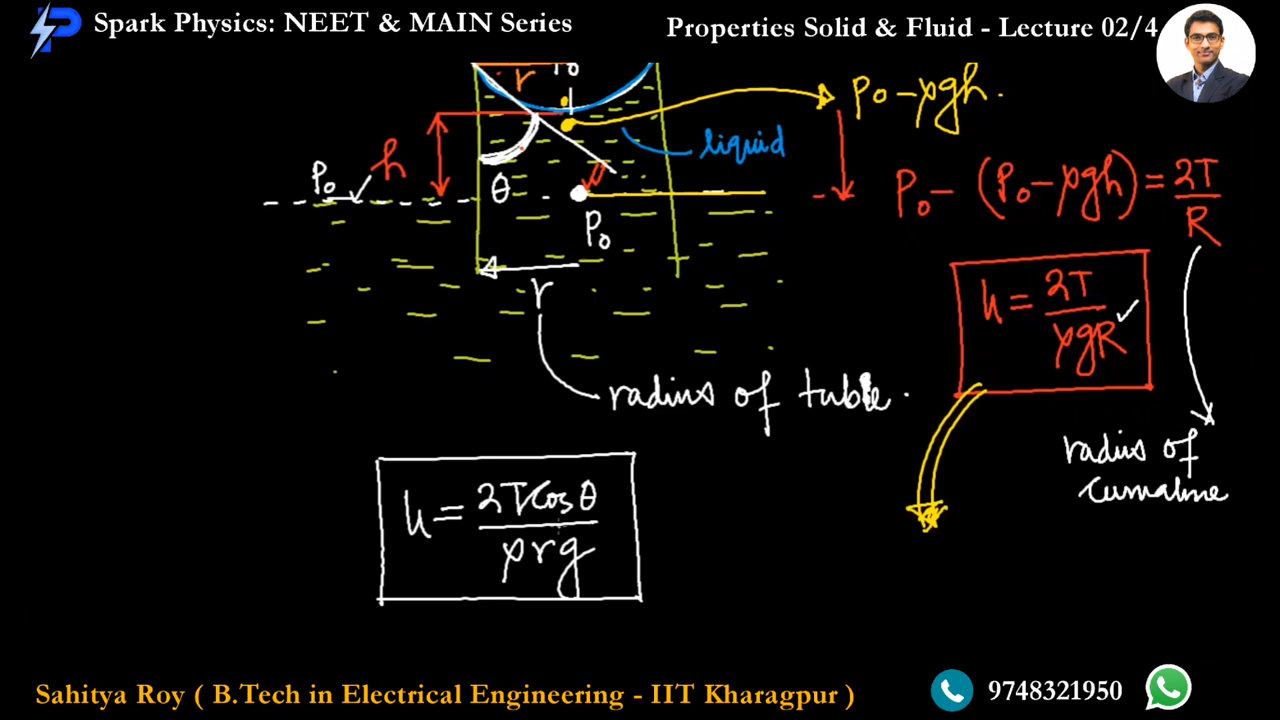 Spark Physics: NEET & MAIN Series
Properties Solid & Fluid - Lecture 02/4
r
P₀ - ρgh.
liquid
h
P₀
θ
P₀
P₀ - (P₀ - ρgh) = 2T/R
r
h = 2T/ρgR
radius of tube.
radius of
h = 2T cos θ/ρrg
Sahitya Roy ( B.Tech in Electrical Engineering - IIT Kharagpur )
9748321950